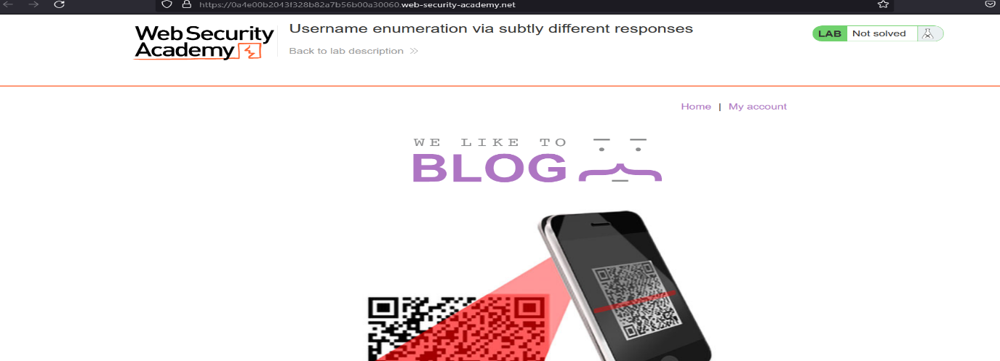 https://0a4e00b2043f328b82a7b56b00a30060.web-security-academy.net
Web Security
Academy
Username enumeration via subtly different responses
Back to lab description
LAB Not solved
Home | My account
WE LIKE TO
BLOG